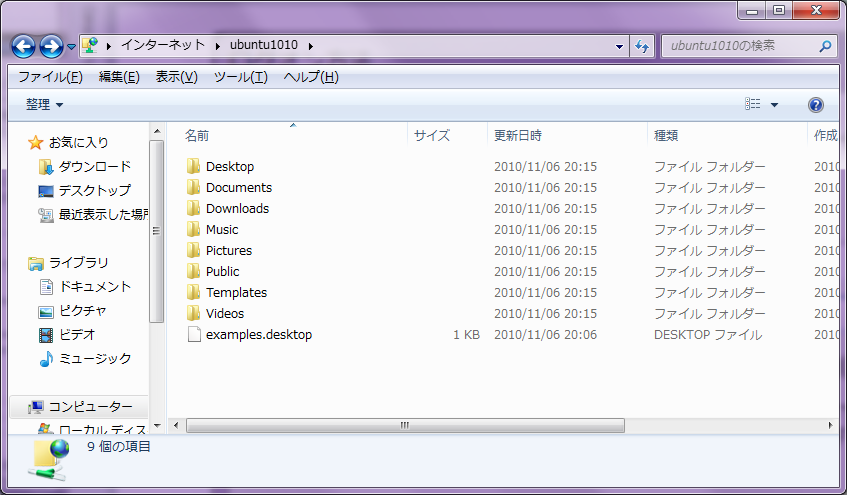 インターネット ubuntu1010
ubuntu1010の検索
ファイル(F) 編集(E) 表示(V) ツール(T) ヘルプ(H)
整理
お気に入り
ダウンロード
デスクトップ
最近表示した場所
ライブラリ
ドキュメント
ピクチャ
ビデオ
ミュージック
コンピューター
ローカル ディス
名前 サイズ 更新日時 種類 作成
Desktop 2010/11/06 20:15 ファイル フォルダー 2010
Documents 2010/11/06 20:15 ファイル フォルダー 2010
Downloads 2010/11/06 20:15 ファイル フォルダー 2010
Music 2010/11/06 20:15 ファイル フォルダー 2010
Pictures 2010/11/06 20:15 ファイル フォルダー 2010
Public 2010/11/06 20:15 ファイル フォルダー 2010
Templates 2010/11/06 20:15 ファイル フォルダー 2010
Videos 2010/11/06 20:15 ファイル フォルダー 2010
examples.desktop 1 KB 2010/11/06 20:06 DESKTOP ファイル 2010
9 個の項目